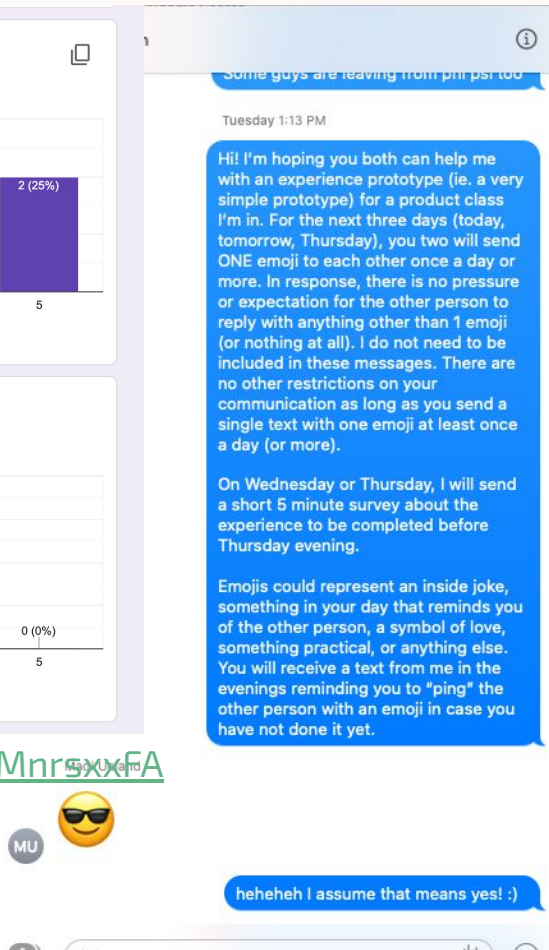 Some guys are leaving from phi psi too
Tuesday 1:13 PM
Hi! I'm hoping you both can help me
with an experience prototype (ie. a very
simple prototype) for a product class
I'm in. For the next three days (today,
tomorrow, Thursday), you two will send
ONE emoji to each other once a day or
more. In response, there is no pressure
or expectation for the other person to
reply with anything other than 1 emoji
(or nothing at all). I do not need to be
included in these messages. There are
no other restrictions on your
communication as long as you send a
single text with one emoji at least once
a day (or more).
On Wednesday or Thursday, I will send
a short 5 minute survey about the
experience to be completed before
Thursday evening.
Emojis could represent an inside joke,
something in your day that reminds you
of the other person, a symbol of love,
something practical, or anything else.
You will receive a text from me in the
evenings reminding you to "ping" the
other person with an emoji in case you
have not done it yet.
2 (25%)
5
0 (0%)
5
MnrsxxFA
MU
heheheh I assume that means yes! :)